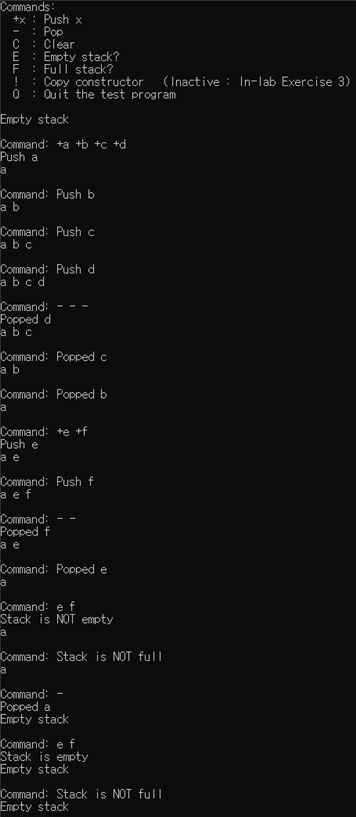 Commands:
  +x : Push x
  -  : Pop
  C  : Clear
  E  : Empty stack?
  F  : Full stack?
  !  : Copy constructor   (Inactive : In-lab Exercise 3)
  Q  : Quit the test program

Empty stack

Command: +a +b +c +d
Push a
a

Command: Push b
a b

Command: Push c
a b c

Command: Push d
a b c d

Command: - - -
Popped d
a b c

Command: Popped c
a b

Command: Popped b
a

Command: +e +f
Push e
a e

Command: Push f
a e f

Command: - -
Popped f
a e

Command: Popped e
a

Command: e f
Stack is NOT empty
a

Command: Stack is NOT full
a

Command: -
Popped a
Empty stack

Command: e f
Stack is empty
Empty stack

Command: Stack is NOT full
Empty stack